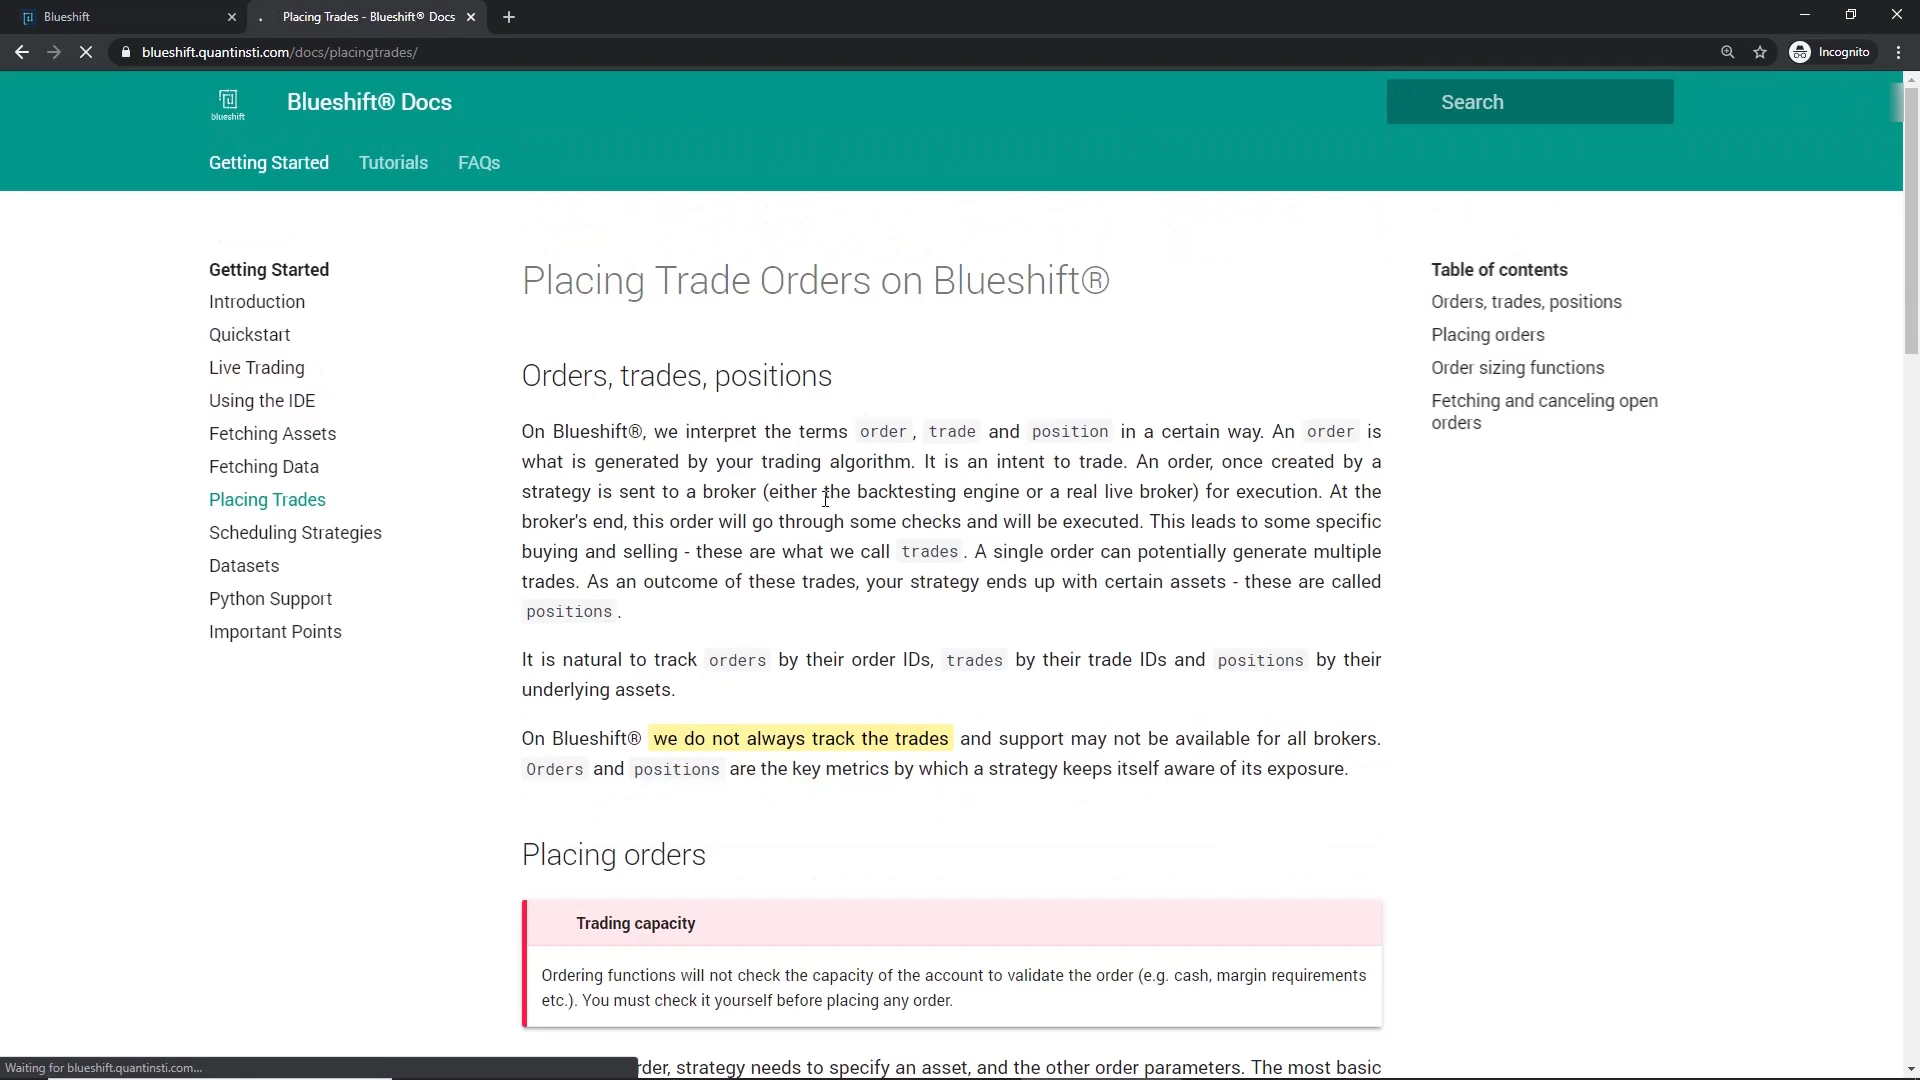 Blueshift
Placing Trades - Blueshift® Docs
blueshift.quantinsti.com/docs/placingtrades/
Incognito
blueshift
Blueshift® Docs
Search
Getting Started
Tutorials
FAQs
Getting Started
Introduction
Quickstart
Live Trading
Using the IDE
Fetching Assets
Fetching Data
Placing Trades
Scheduling Strategies
Datasets
Python Support
Important Points
Placing Trade Orders on Blueshift®
Orders, trades, positions
On Blueshift®, we interpret the terms order, trade and position in a certain way. An order is
what is generated by your trading algorithm. It is an intent to trade. An order, once created by a
strategy is sent to a broker (either the backtesting engine or a real live broker) for execution. At the
broker's end, this order will go through some checks and will be executed. This leads to some specific
buying and selling - these are what we call trades. A single order can potentially generate multiple
trades. As an outcome of these trades, your strategy ends up with certain assets - these are called
positions.
It is natural to track orders by their order IDs, trades by their trade IDs and positions by their
underlying assets.
On Blueshift® we do not always track the trades and support may not be available for all brokers.
Orders and positions are the key metrics by which a strategy keeps itself aware of its exposure.
Placing orders
Trading capacity
Ordering functions will not check the capacity of the account to validate the order (e.g. cash, margin requirements
etc.). You must check it yourself before placing any order.
rder, strategy needs to specify an asset, and the other order parameters. The most basic
Table of contents
Orders, trades, positions
Placing orders
Order sizing functions
Fetching and canceling open
orders
Waiting for blueshift.quantinsti.com...